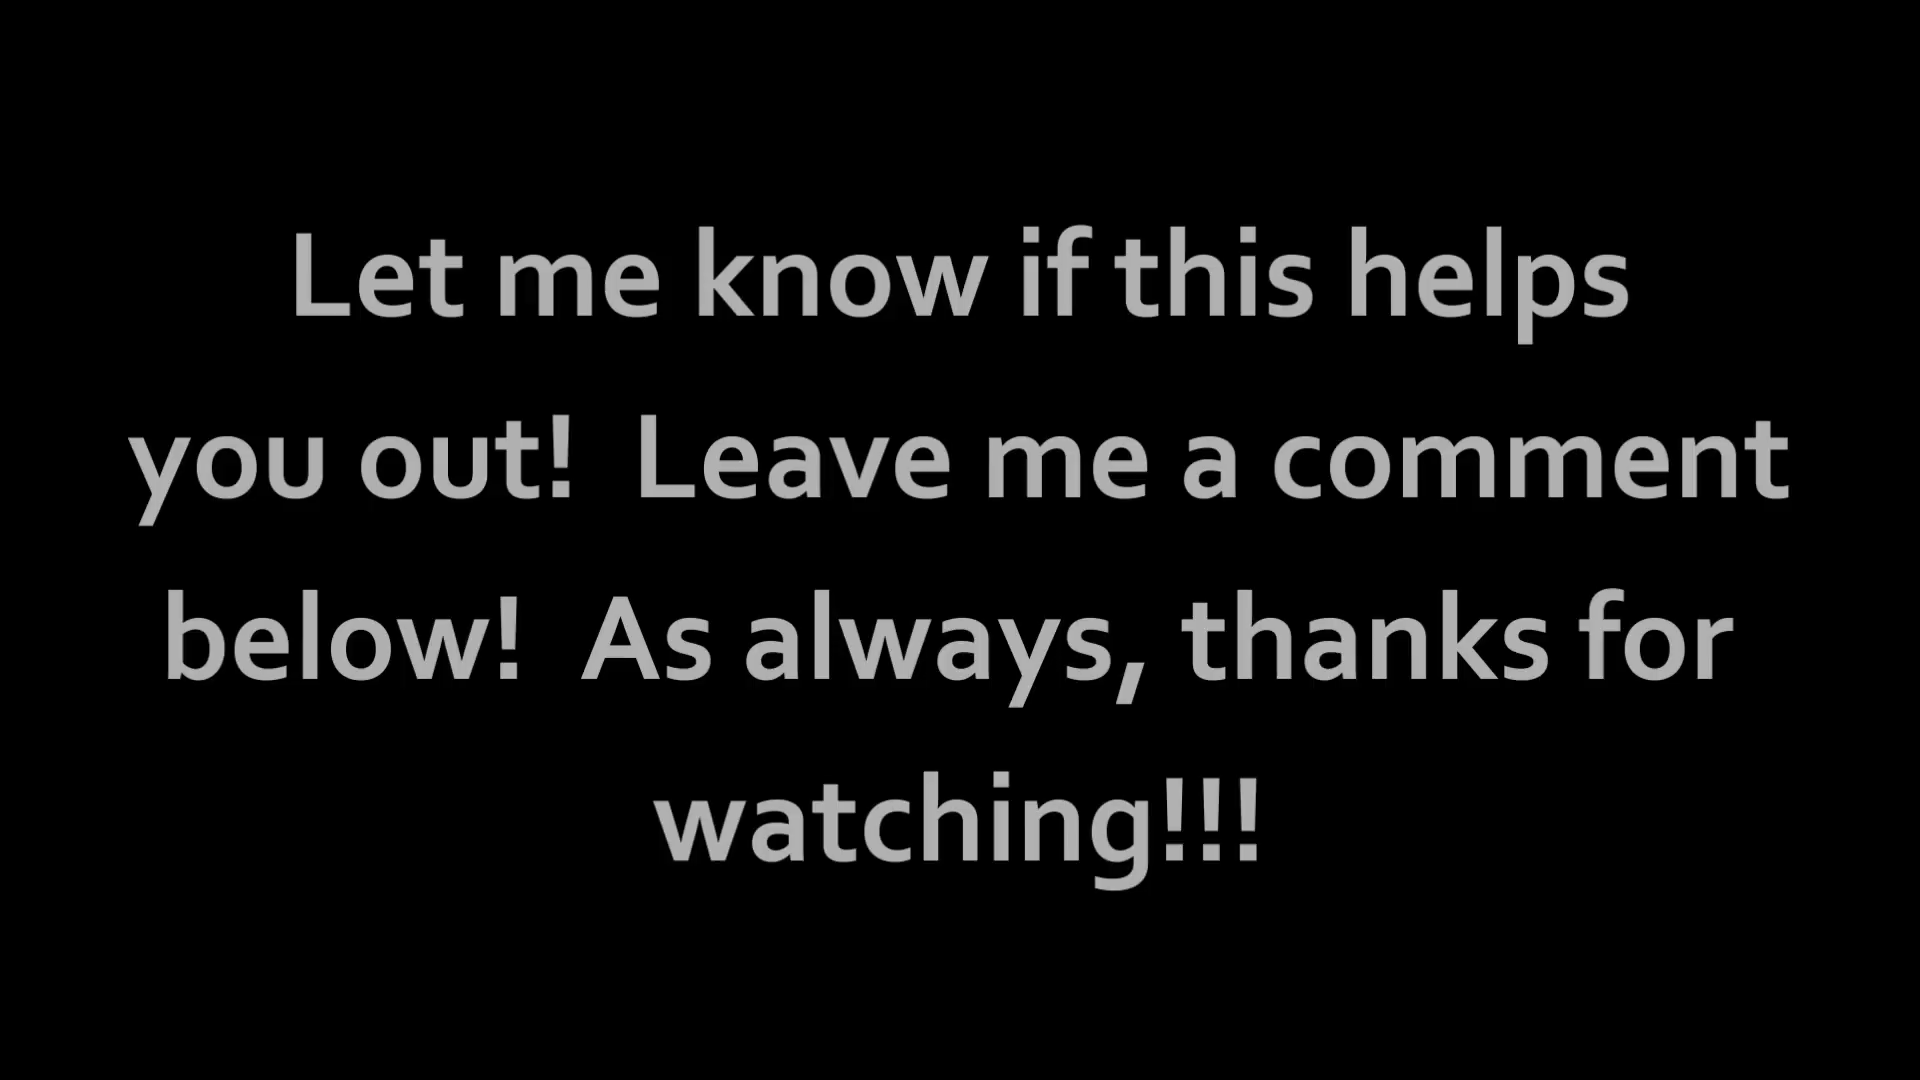 Let me know if this helps
you out!  Leave me a comment
below!  As always, thanks for
watching!!!